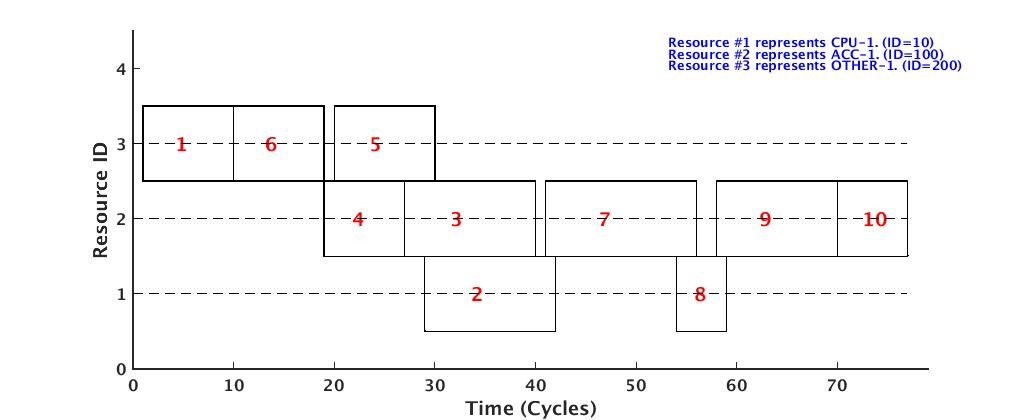 Resource #1 represents CPU-1. (ID=10)
Resource #2 represents ACC-1. (ID=100)
Resource #3 represents OTHER-1. (ID=200)
4
3
2
1
0
Resource ID
1 6 5
4 3 7 9 10
2 8
0 10 20 30 40 50 60 70
Time (Cycles)